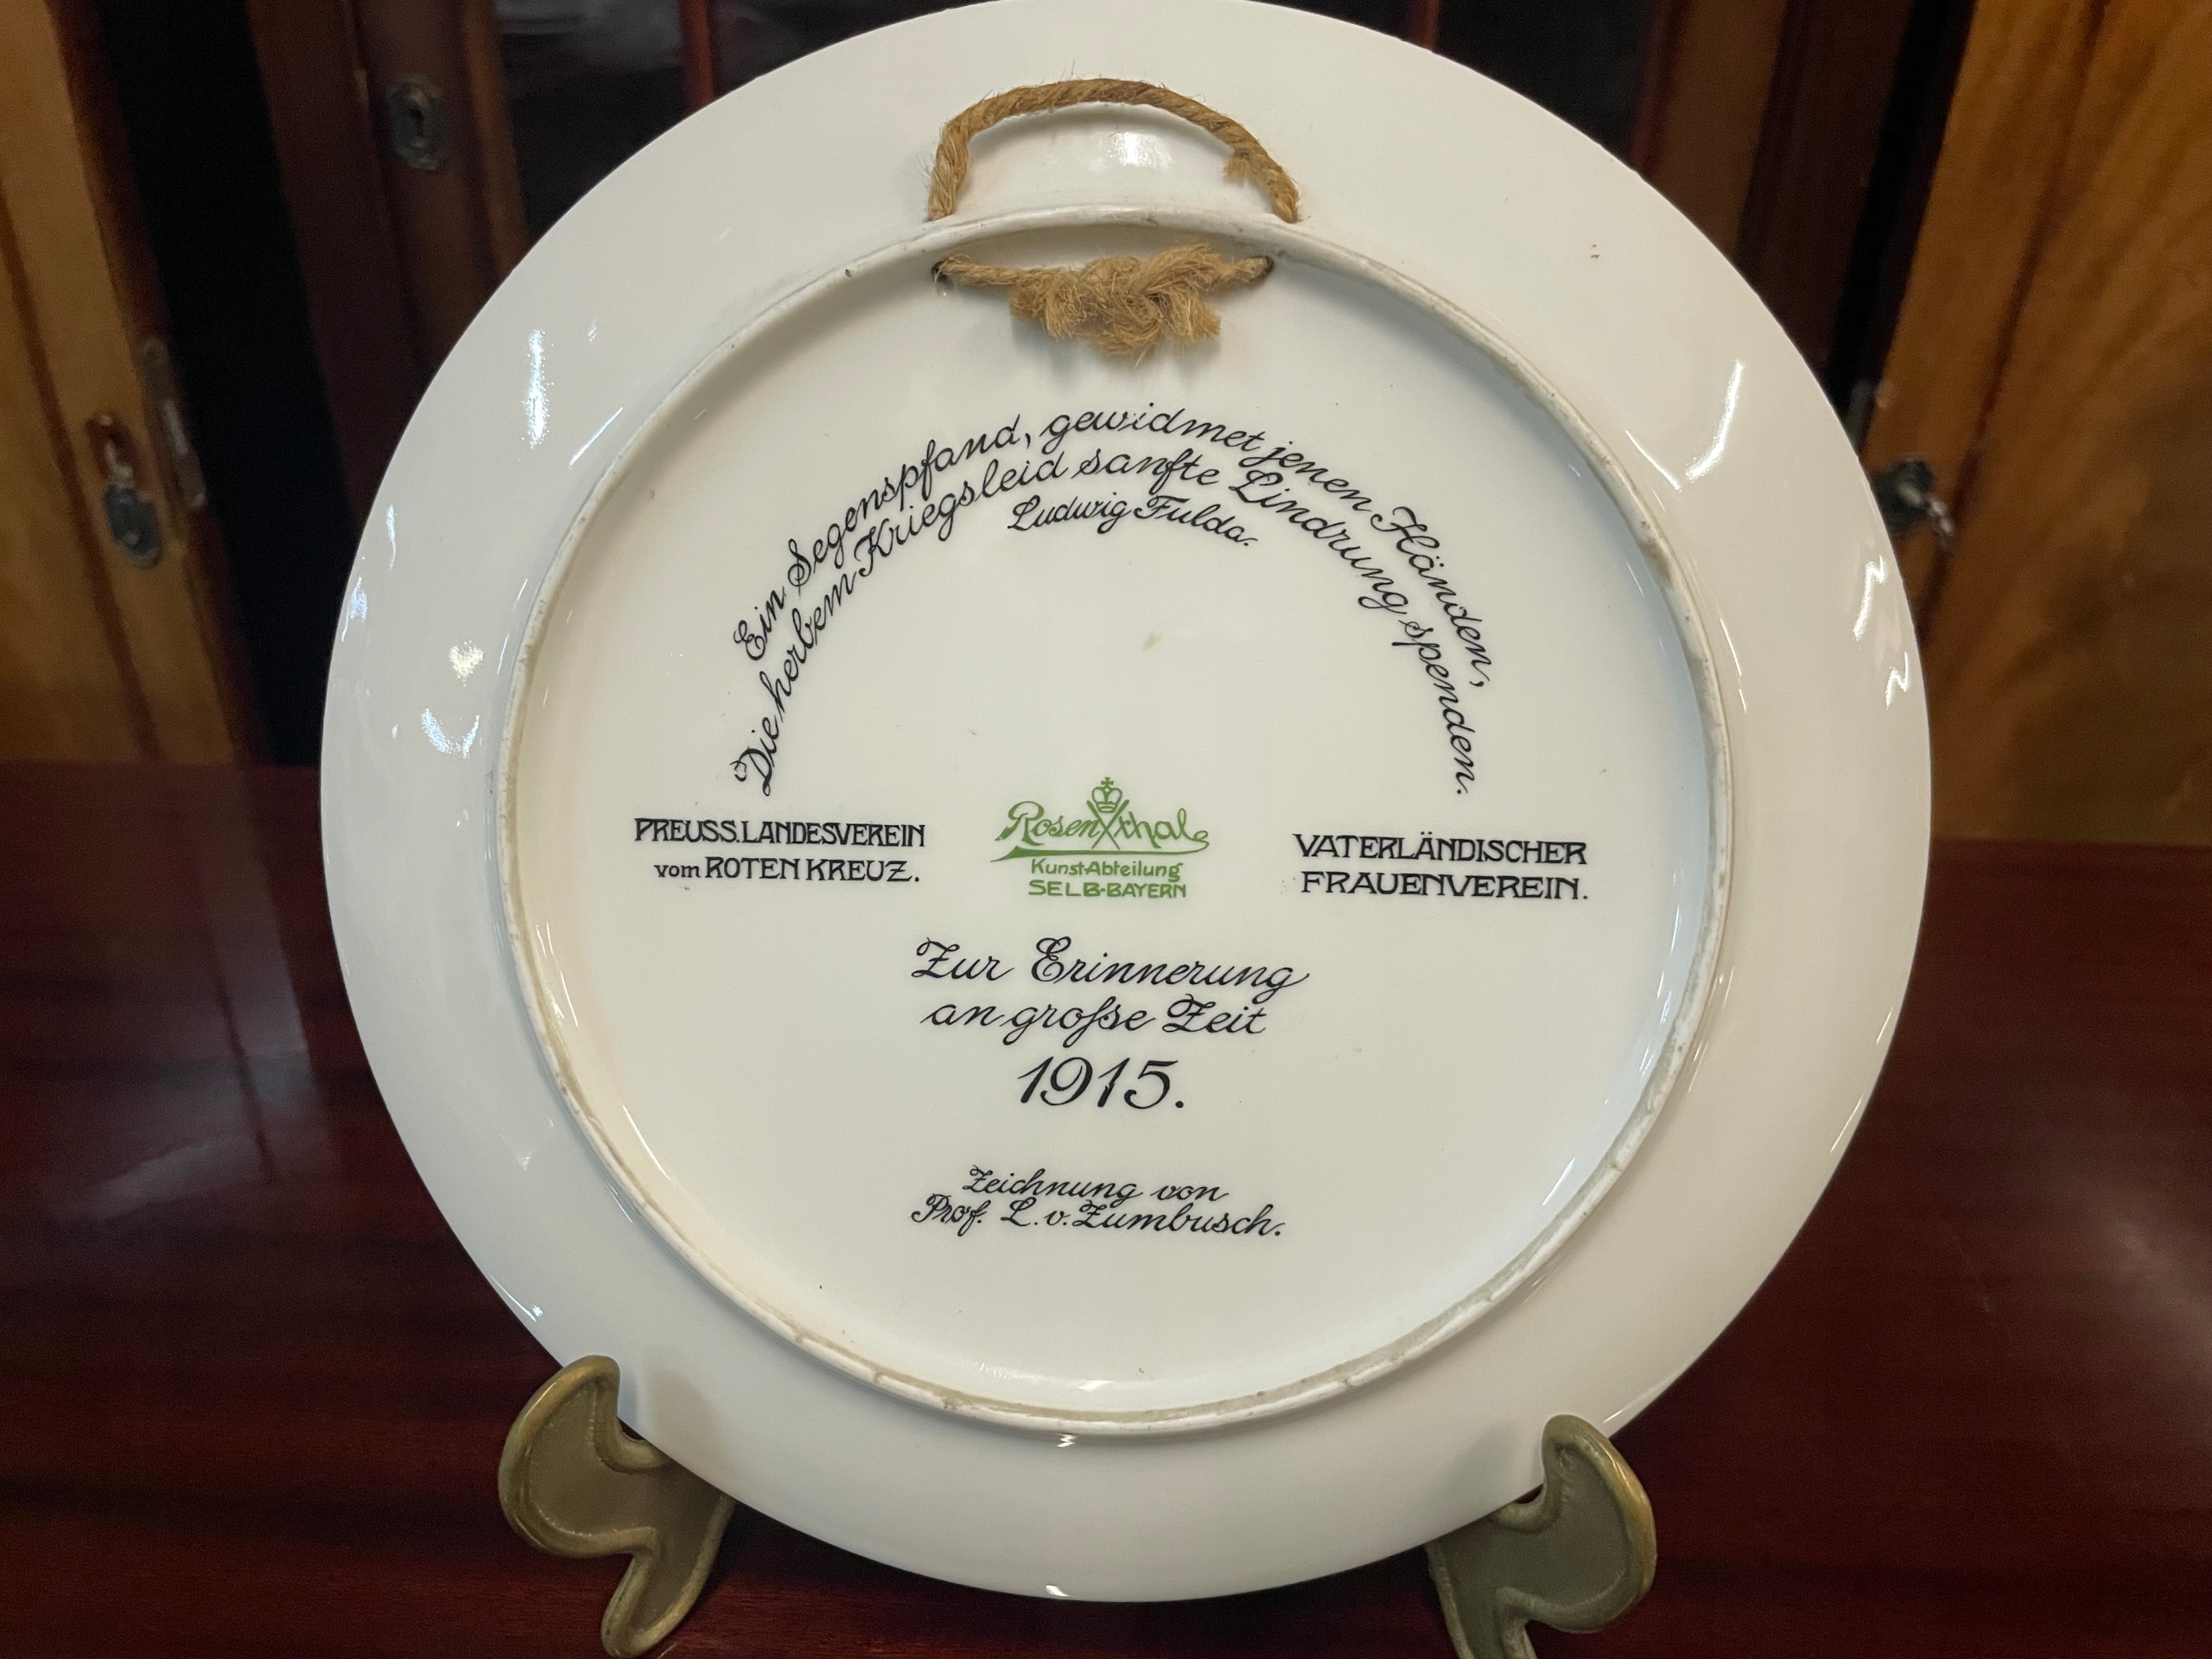 Ein Segenspfand, gewidmet jenen Händen,
Die herbem Kriegsleid sanfte Lindrung spenden.
Ludwig Fulda.
PREUSS. LANDESVEREIN
vom ROTEN KREUZ.
Rosenthal
Kunst-Abteilung
SELB-BAYERN
VATERLÄNDISCHER
FRAUENVEREIN.
Zur Erinnerung
an große Zeit
1915.
Zeichnung von
Prof. L. v. Zumbusch.